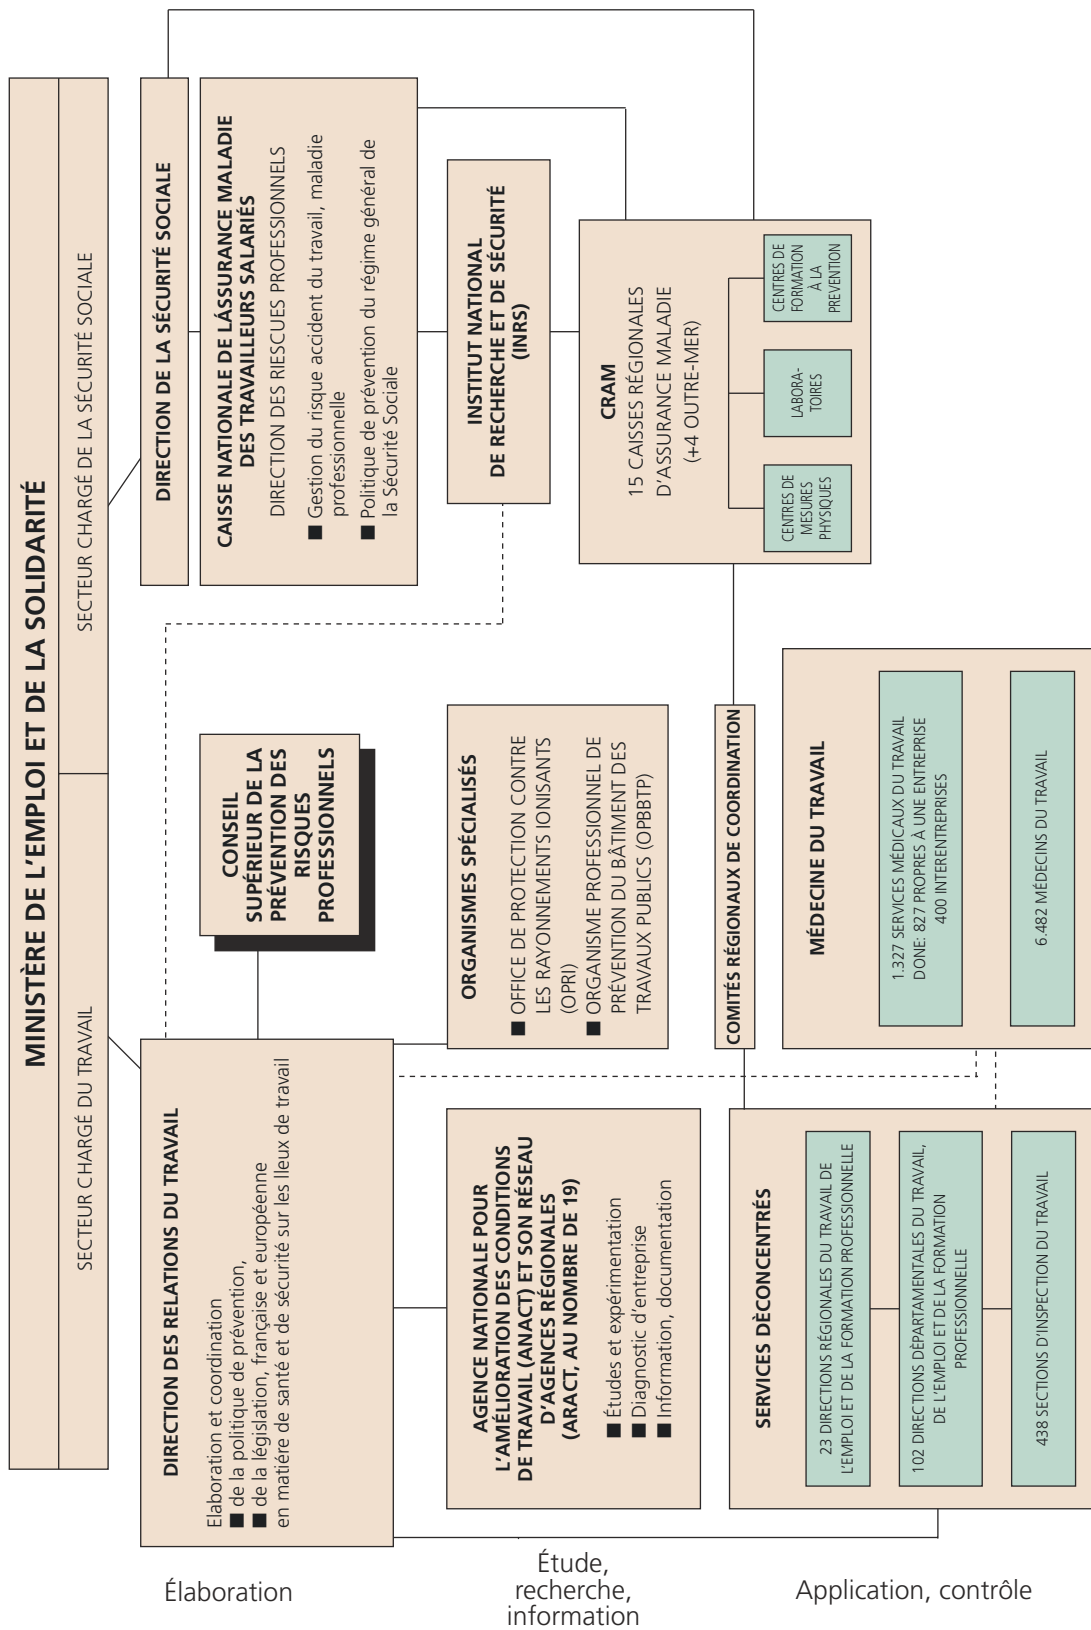 MINISTÈRE DE L'EMPLOI ET DE LA SOLIDARITÉ
SECTEUR CHARGÉ DU TRAVAIL
SECTEUR CHARGÉ DE LA SÉCURITÉ SOCIALE
Élaboration
DIRECTION DES RELATIONS DU TRAVAIL
Elaboration et coordination
■ de la politique de prévention,
■ de la législation, française et européenne
en matiére de santé et de sécurité sur les lieux de travail
CONSEIL
SUPÉRIEUR DE LA
PRÉVENTION DES
RISQUES
PROFESSIONNELS
DIRECTION DE LA SÉCURITÉ SOCIALE
CAISSE NATIONALE DE LÁSSURANCE MALADIE
DES TRAVAILLEURS SALARIÉS
DIRECTION DES RIESCUES PROFESSIONNELS
■ Gestion du risque accident du travail, maladie
professionnelle
■ Politique de prévention du régime général de
la Sécurité Sociale
Étude,
recherche,
information
AGENCE NATIONALE POUR
L'AMÉLIORATION DES CONDITIONS
DE TRAVAIL (ANACT) ET SON RÉSEAU
D'AGENCES RÉGIONALES
(ARACT, AU NOMBRE DE 19)
■ Études et expérimentation
■ Diagnostic d'entreprise
■ Information, documentation
ORGANISMES SPÉCIALISÉS
■ OFFICE DE PROTECTION CONTRE
LES RAYONNEMENTS IONISANTS
(OPRI)
■ ORGANISME PROFESSIONNEL DE
PRÉVENTION DU BÂTIMENT DES
TRAVAUX PUBLICS (OPBBTP)
INSTITUT NATIONAL
DE RECHERCHE ET DE SÉCURITÉ
(INRS)
Application, contrôle
SERVICES DÈCONCENTRÉS
23 DIRECTIONS RÉGIONALES DU TRAVAIL DE
L'EMPLOI ET DE LA FORMATION PROFESSIONNELLE
102 DIRECTIONS DÈPARTAMENTALES DU TRAVAIL,
DE L'EMPLOI ET DE LA FORMATION
PROFESSIONNELLE
438 SECTIONS D'INSPECTION DU TRAVAIL
COMITÉS RÉGIONAUX DE COORDINATION
MÉDECINE DU TRAVAIL
1.327 SERVICES MÉDICAUX DU TRAVAIL
DONE: 827 PROPRES À UNE ENTREPRISE
400 INTERENTREPRISES
6.482 MÉDECINS DU TRAVAIL
CRAM
15 CAISSES RÉGIONALES
D'ASSURANCE MALADIE
(+4 OUTRE-MER)
CENTRES DE
MESURES
PHYSIQUES
LABORA-
TOIRES
CENTRES DE
FORMATION
À LA
PREVENTION